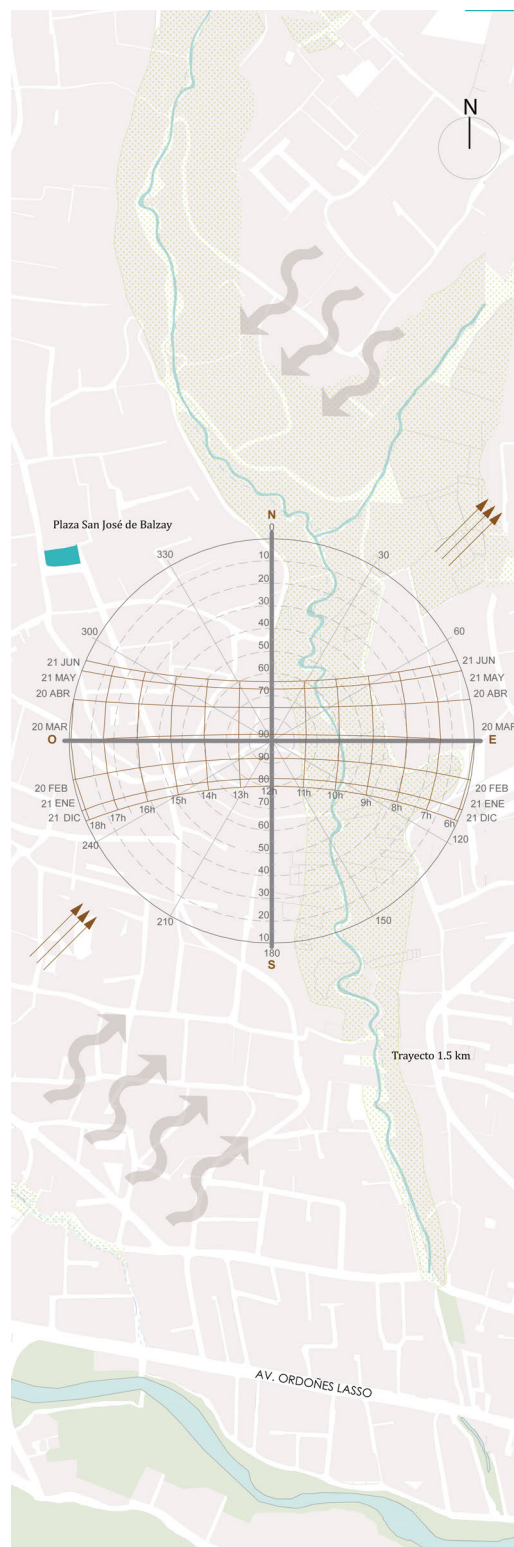 N
Plaza San José de Balzay
N
0
330
30
10
20
30
40
50
60
70
300
60
21 JUN
21 JUN
21 MAY
21 MAY
20 ABR
20 ABR
20 MAR
20 MAR
90
O
E
90
80
70
60
50
40
30
20
10
20 FEB
20 FEB
21 ENE
21 ENE
21 DIC
21 DIC
18h
17h
16h
15h
14h
13h
12h
11h
10h
9h
8h
7h
6h
240
120
210
150
180
S
Trayecto 1.5 km
AV. ORDOÑES LASSO